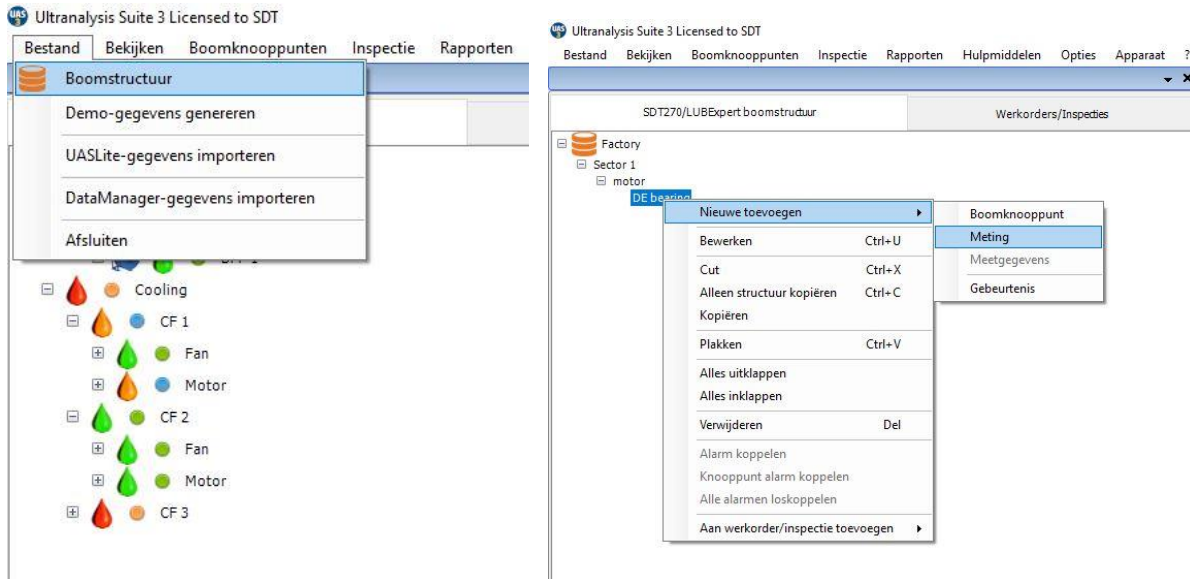 Ultranalysis Suite 3 Licensed to SDT
Bestand Bekijken Boomknooppunten Inspectie Rapporten
Boomstructuur
Demo-gegevens genereren
UASLite-gegevens importeren
DataManager-gegevens importeren
Afsluiten
Cooling
CF 1
Fan
Motor
CF 2
Fan
Motor
CF 3
Ultranalysis Suite 3 Licensed to SDT
Bestand Bekijken Boomknooppunten Inspectie Rapporten Hulpmiddelen Opties Apparaat ?
SDT270/LUBExpert boomstructuur Werkorders/Inspecties
Factory
Sector 1
motor
DE bearing
Nieuwe toevoegen
Bewerken Ctrl+U
Cut Ctrl+X
Alleen structuur kopiëren Ctrl+C
Kopiëren
Plakken Ctrl+V
Alles uitklappen
Alles inklappen
Verwijderen Del
Alarm koppelen
Knooppunt alarm koppelen
Alle alarmen loskoppelen
Aan werkorder/inspectie toevoegen
Boomknooppunt
Meting
Meetgegevens
Gebeurtenis